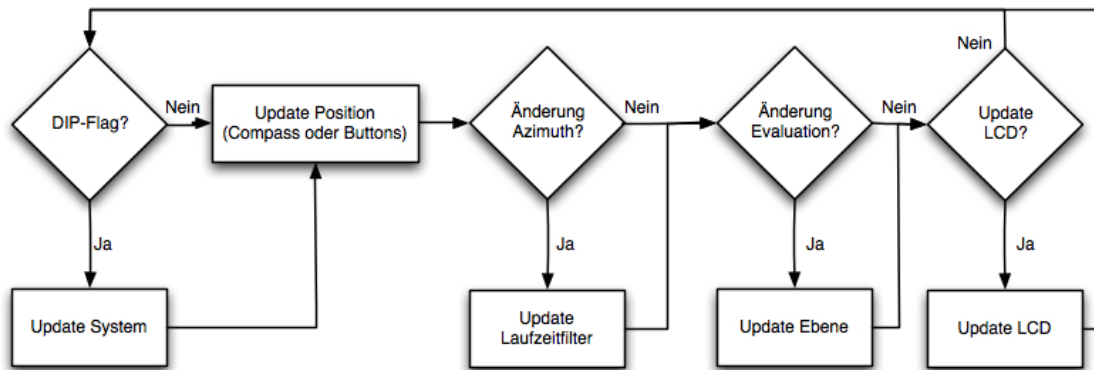 DIP-Flag?
Nein
Ja
Update System
Update Position
(Compass oder Buttons)
Änderung
Azimuth?
Nein
Ja
Update
Laufzeitfilter
Änderung
Evaluation?
Nein
Ja
Update Ebene
Update
LCD?
Nein
Ja
Update LCD